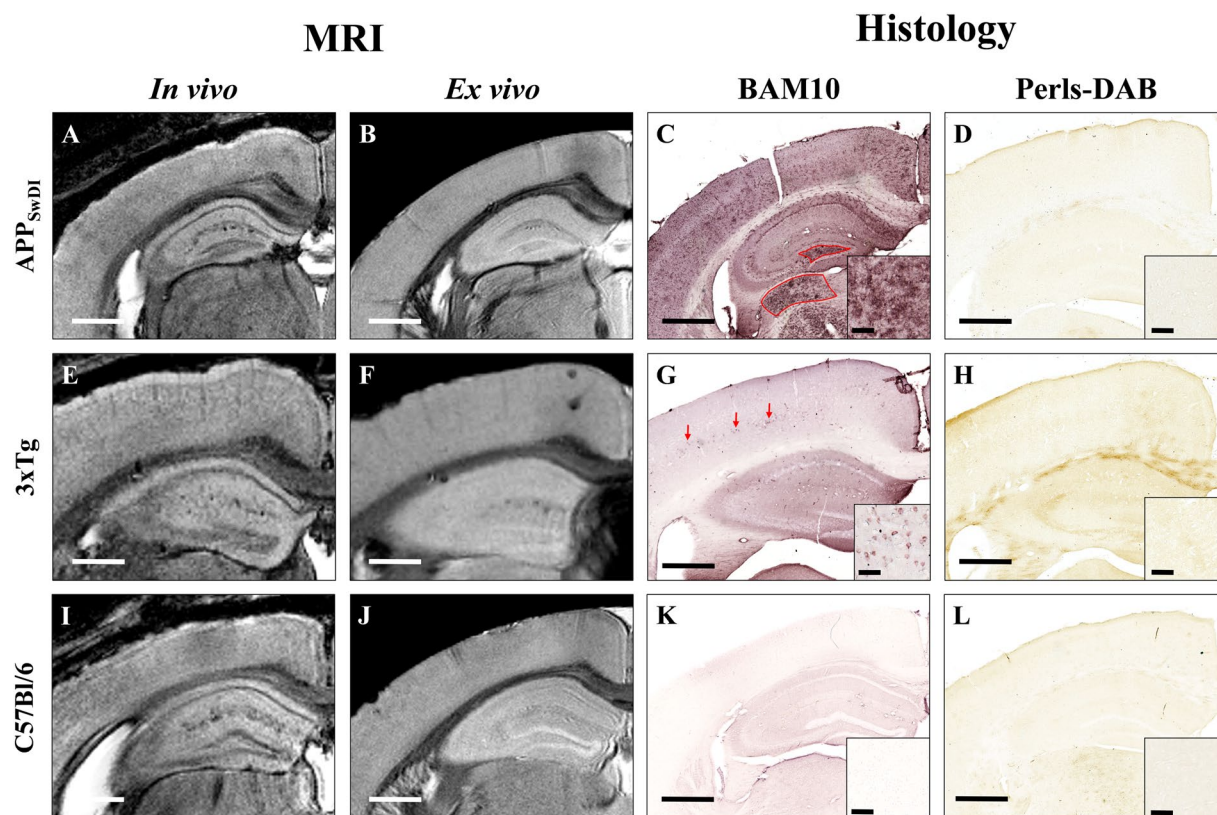 MRI
Histology
In vivo
Ex vivo
BAM10
Perls-DAB
APPSwDI
A
B
C
D
3xTg
E
F
G
H
C57Bl/6
I
J
K
L